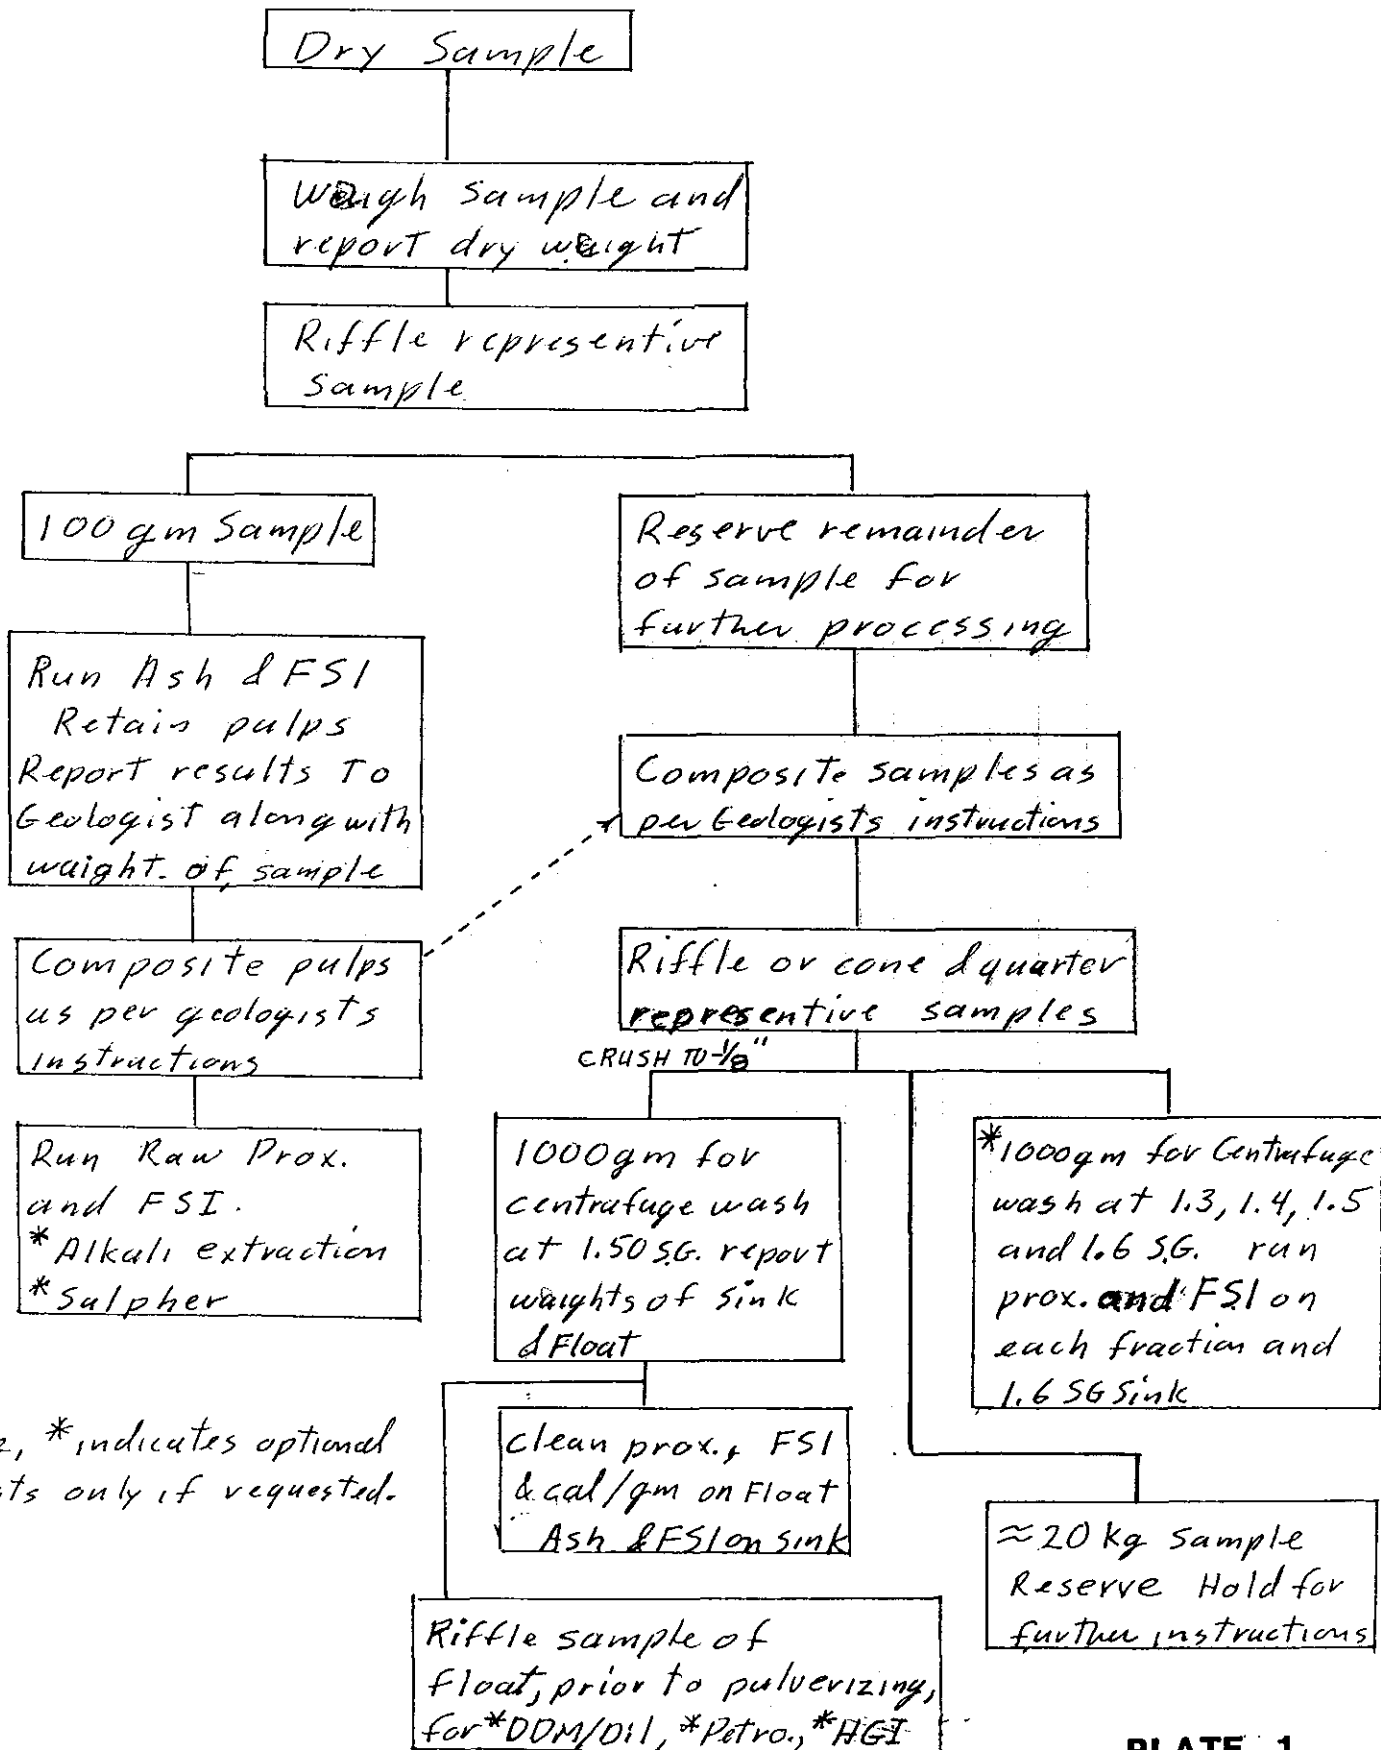 Dry Sample
Weigh sample and
report dry weight
Riffle representive
sample
100 gm Sample
Reserve remainder
of sample for
further processing
Run Ash & FSI
Retain pulps
Report results To
Geologist along with
waight. of sample
Composite samples as
per Geologists instructions
Composite pulps
as per geologists
instructions
Riffle or cone & quarter
representive samples
CRUSH TO -1/8"
Run Raw Prox.
and FSI.
*Alkali extraction
*Sulpher
1000gm for
centrafuge wash
at 1.50 S.G. report
waights of Sink
& Float
*1000gm for Centrafuge
wash at 1.3, 1.4, 1.5
and 1.6 S.G. run
prox. and FSI on
each fraction and
1.6 SG Sink
*indicates optional
only if requested.
clean prox., FSI
& cal/gm on Float
Ash & FSI on sink
≈20 kg sample
Reserve Hold for
further instructions
Riffle sample of
float, prior to pulverizing,
for *DDM/Dil, *Petro., *HGI
PLATE 1